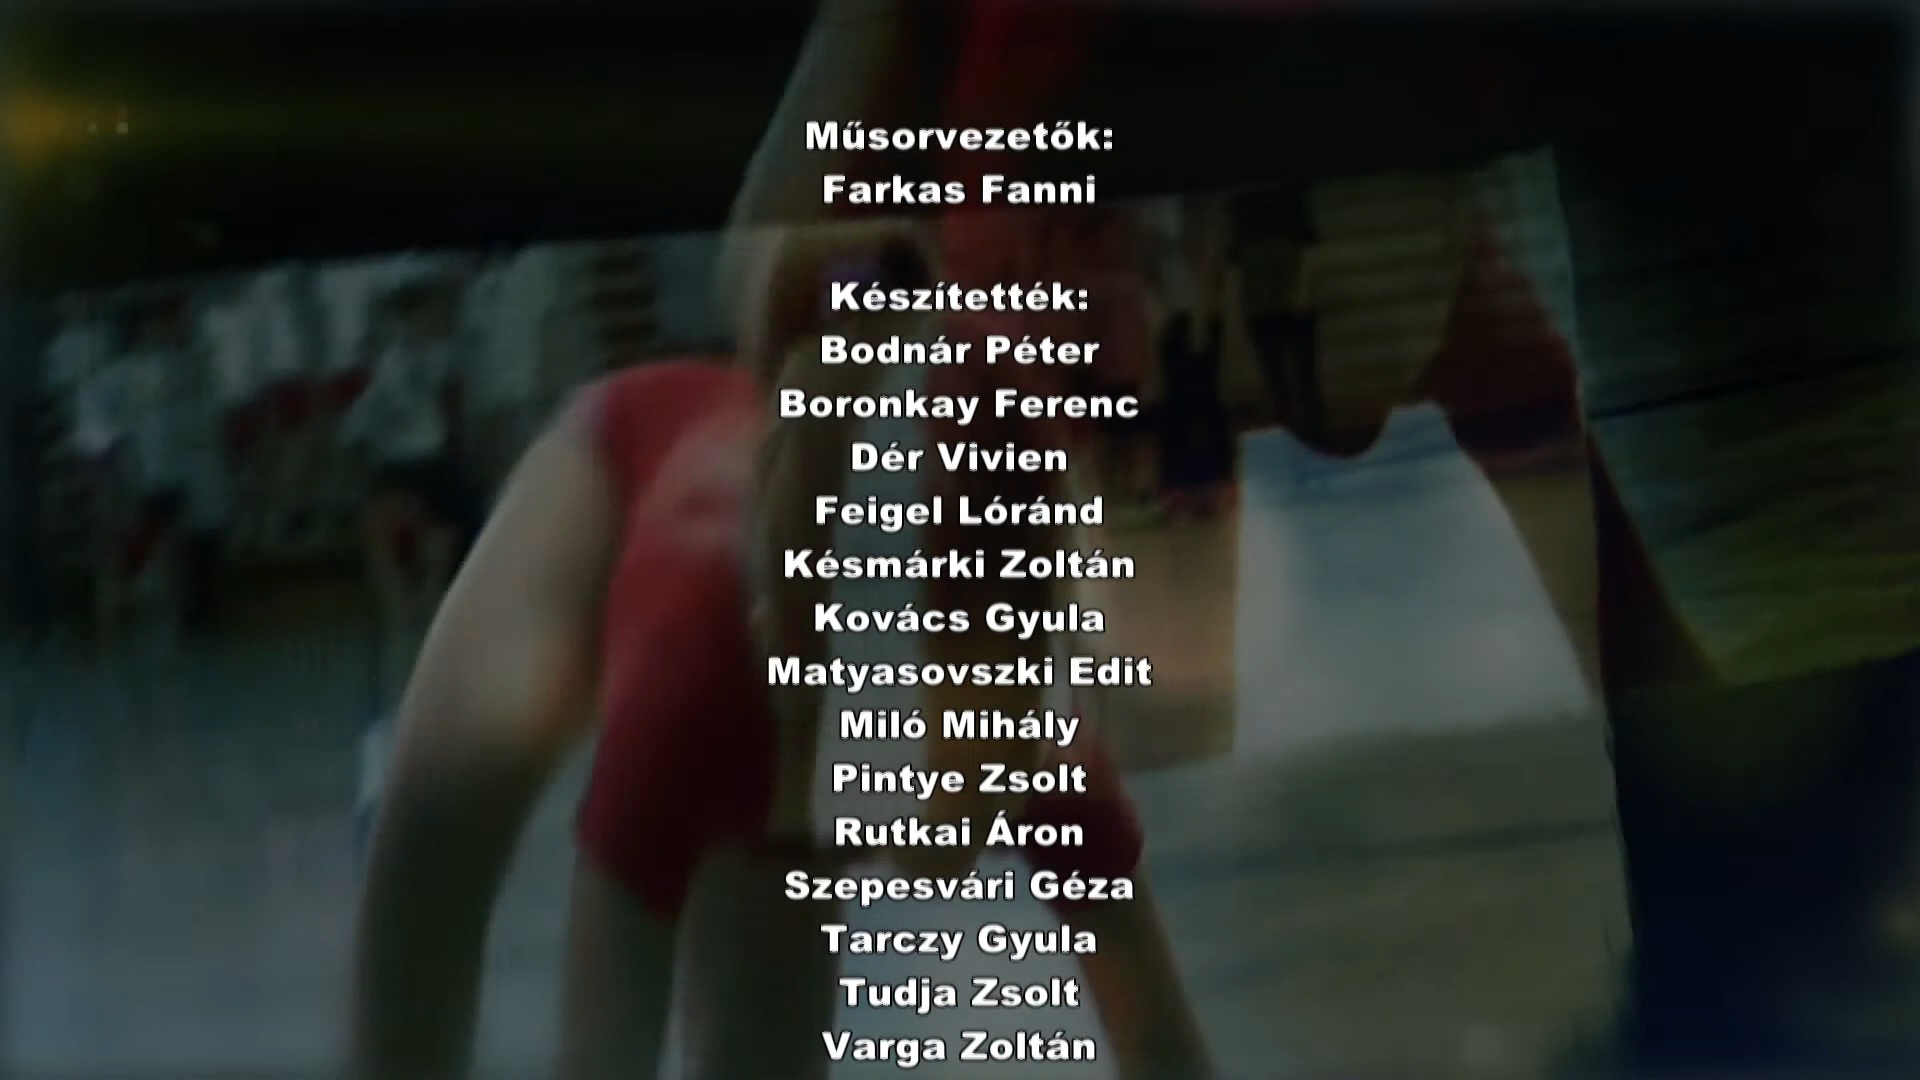 Műsorvezetők:
Farkas Fanni
Készítették:
Bodnár Péter
Boronkay Ferenc
Dér Vivien
Feigel Lóránd
Késmárki Zoltán
Kovács Gyula
Matyasovszki Edit
Miló Mihály
Pintye Zsolt
Rutkai Áron
Szepesvári Géza
Tarczy Gyula
Tudja Zsolt
Varga Zoltán